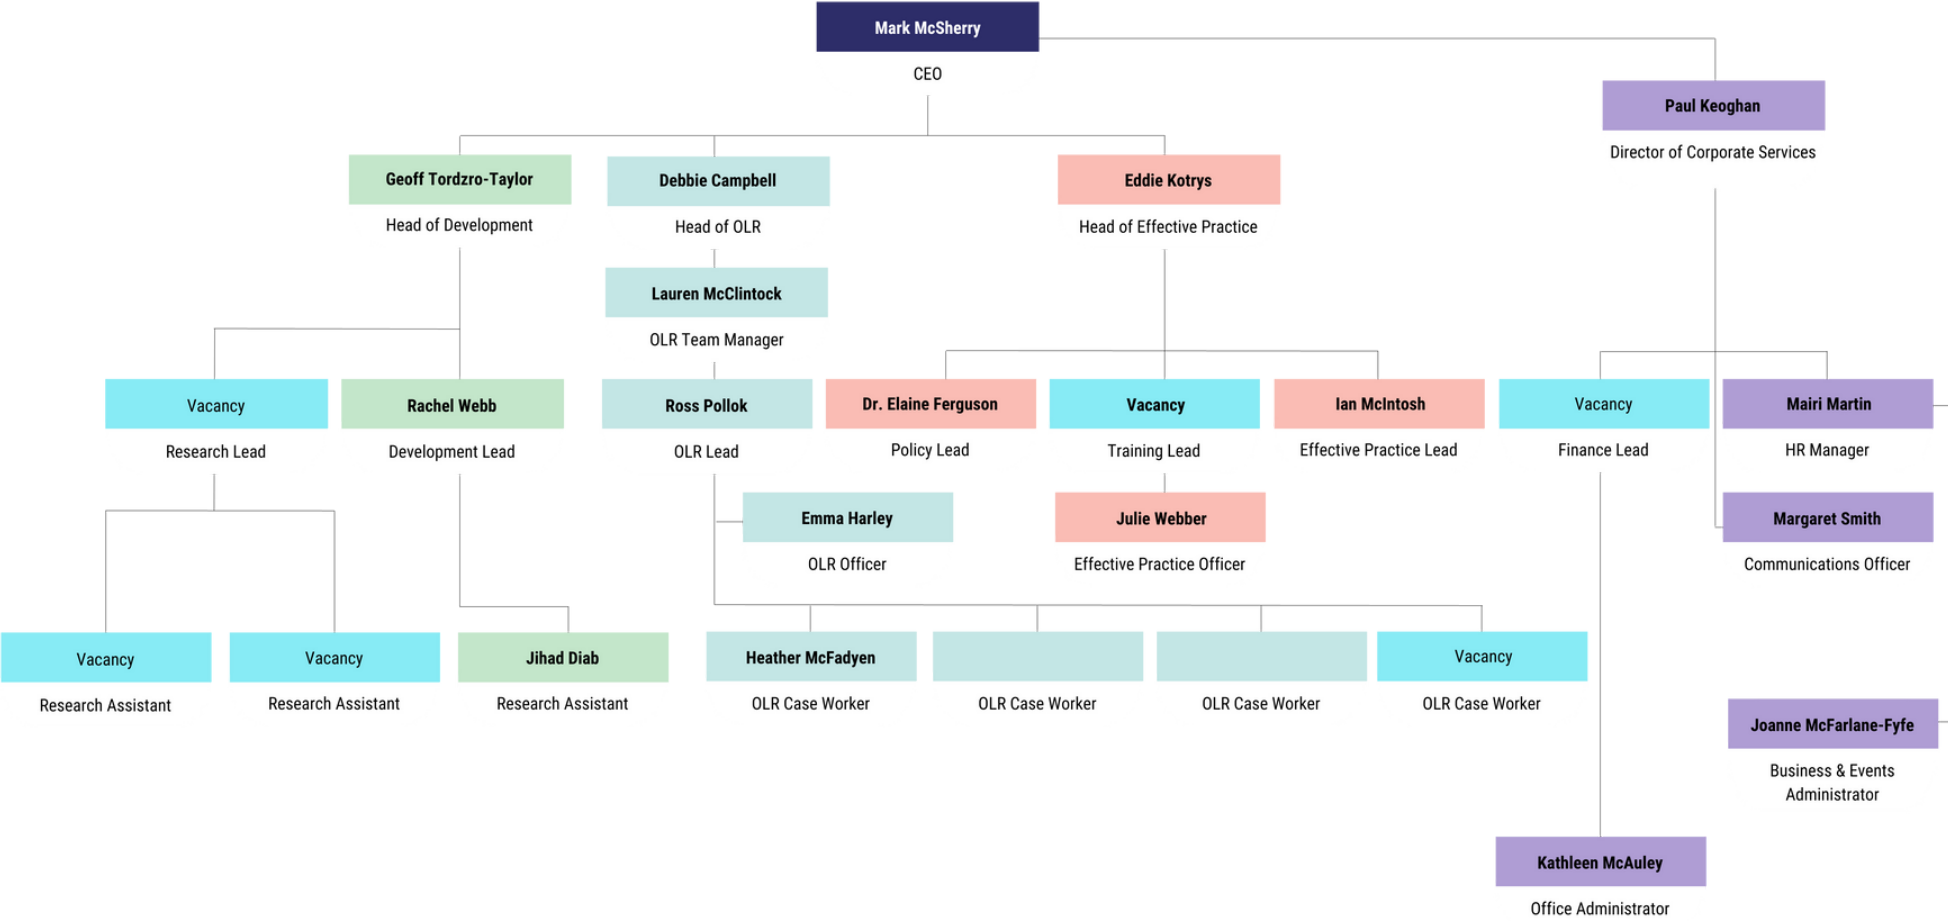 Mark McSherry
CEO
Paul Keoghan
Director of Corporate Services
Geoff Tordzro-Taylor
Head of Development
Debbie Campbell
Head of OLR
Eddie Kotrys
Head of Effective Practice
Lauren McClintock
OLR Team Manager
Vacancy
Research Lead
Rachel Webb
Development Lead
Ross Pollok
OLR Lead
Dr. Elaine Ferguson
Policy Lead
Vacancy
Training Lead
Ian McIntosh
Effective Practice Lead
Vacancy
Finance Lead
Mairi Martin
HR Manager
Emma Harley
OLR Officer
Julie Webber
Effective Practice Officer
Margaret Smith
Communications Officer
Vacancy
Research Assistant
Vacancy
Research Assistant
Jihad Diab
Research Assistant
Heather McFadyen
OLR Case Worker
OLR Case Worker
OLR Case Worker
Vacancy
OLR Case Worker
Joanne McFarlane-Fyfe
Business & Events
Administrator
Kathleen McAuley
Office Administrator